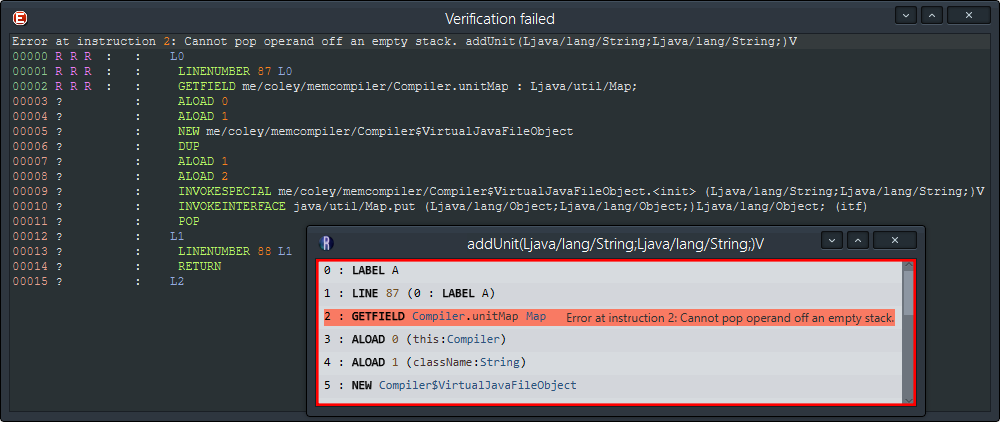 Verification failed
Error at instruction 2: Cannot pop operand off an empty stack. addUnit(Ljava/lang/String;Ljava/lang/String;)V
00000 R R R : : L0
00001 R R R : : LINENUMBER 87 L0
00002 R R R : : GETFIELD me/coley/memcompiler/Compiler.unitMap : Ljava/util/Map;
00003 ? : ALOAD 0
00004 ? : ALOAD 1
00005 ? : NEW me/coley/memcompiler/Compiler$VirtualJavaFileObject
00006 ? : DUP
00007 ? : ALOAD 1
00008 ? : ALOAD 2
00009 ? : INVOKESPECIAL me/coley/memcompiler/Compiler$VirtualJavaFileObject.<init> (Ljava/lang/String;Ljava/lang/String;)V
00010 ? : INVOKEINTERFACE java/util/Map.put (Ljava/lang/Object;Ljava/lang/Object;)Ljava/lang/Object; (itf)
00011 ? : POP
00012 ? : L1
00013 ? : LINENUMBER 88 L1
00014 ? : RETURN
00015 ? : L2
addUnit(Ljava/lang/String;Ljava/lang/String;)V
0 : LABEL A
1 : LINE 87 (0 : LABEL A)
2 : GETFIELD Compiler.unitMap Map Error at instruction 2: Cannot pop operand off an empty stack.
3 : ALOAD 0 (this:Compiler)
4 : ALOAD 1 (className:String)
5 : NEW Compiler$VirtualJavaFileObject